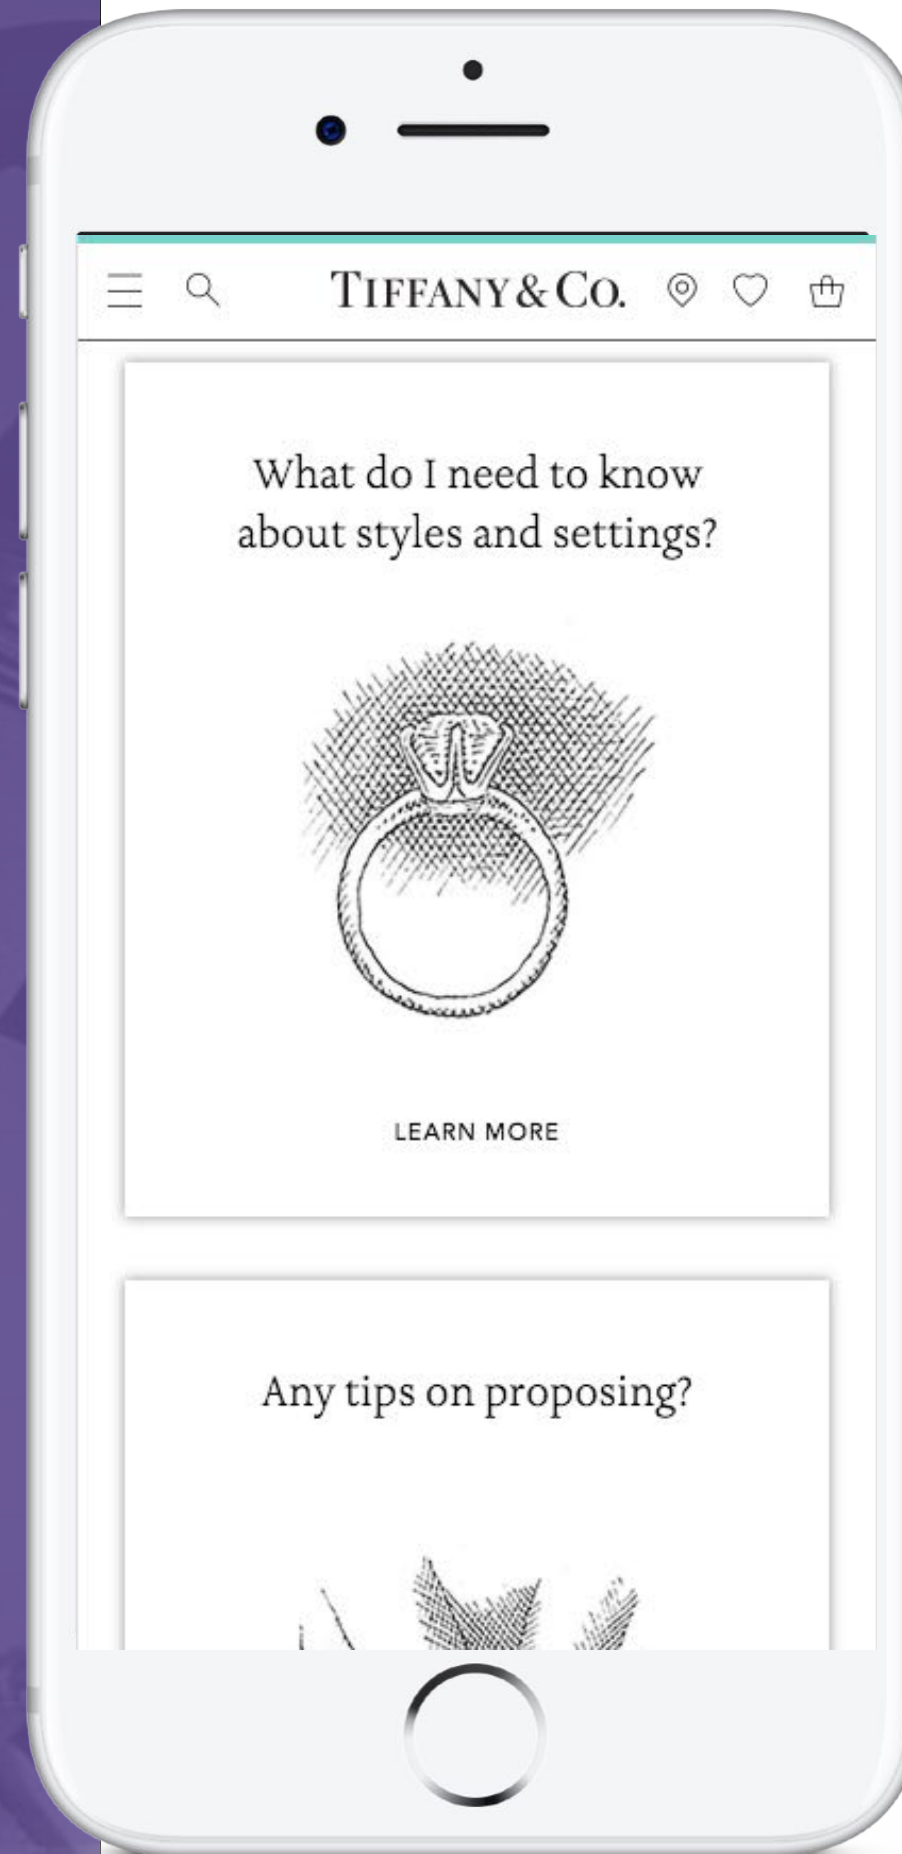 TIFFANY & CO.
What do I need to know
about styles and settings?
LEARN MORE
Any tips on proposing?